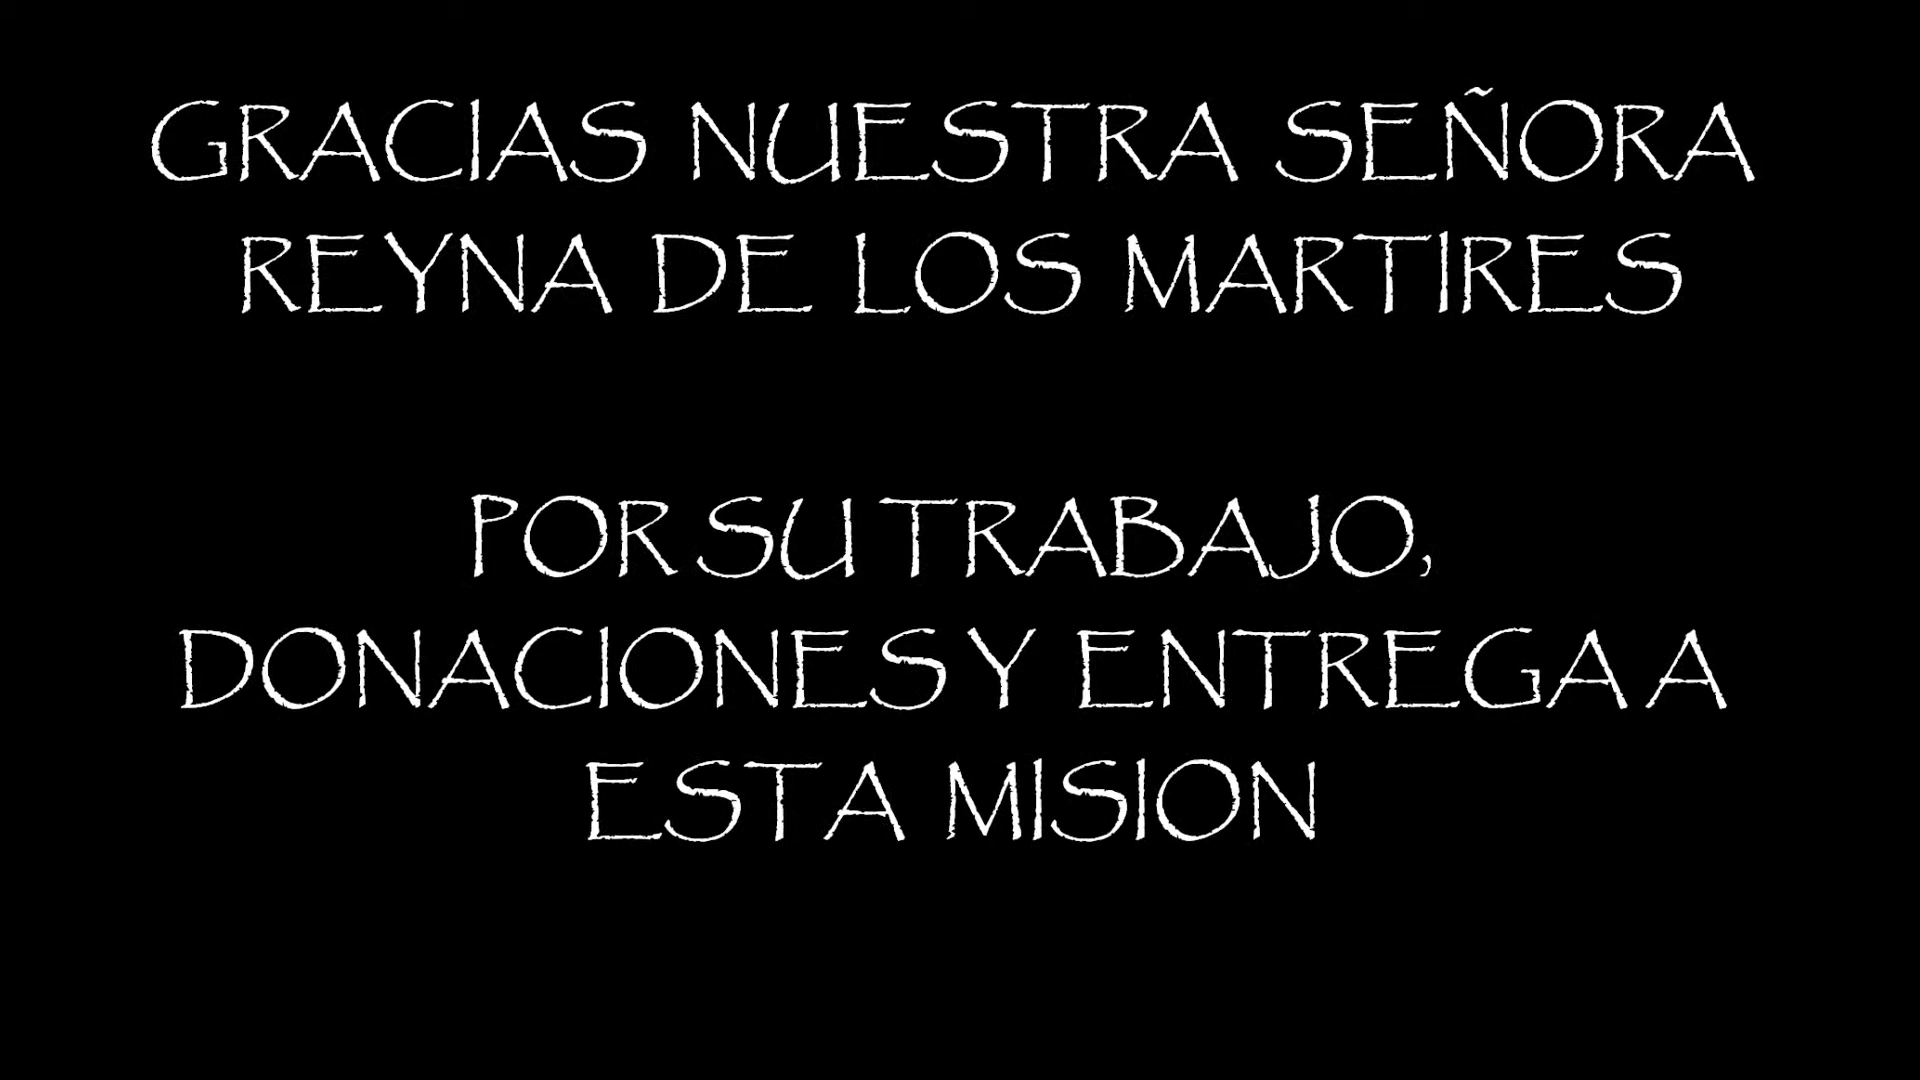 GRACIAS NUESTRA SEÑORA
REYNA DE LOS MARTIRES
POR SU TRABAJO,
DONACIONES Y ENTREGA A
ESTA MISION